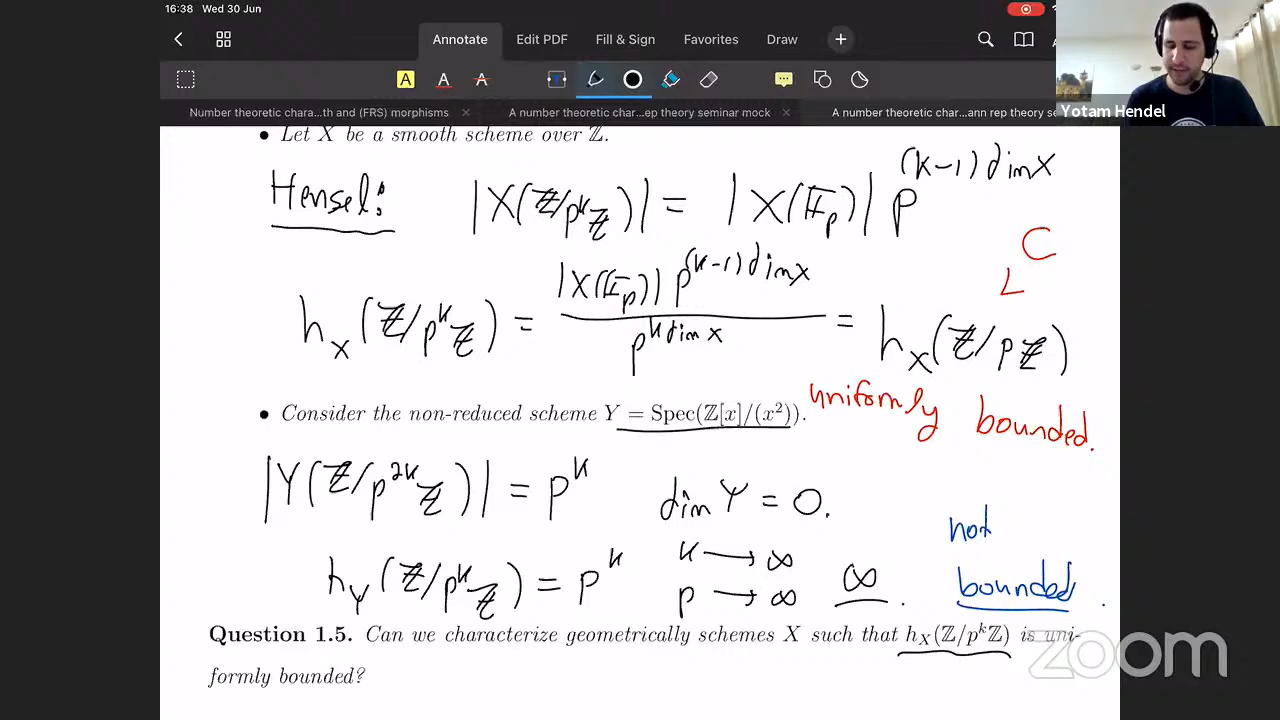 16:38 Wed 30 Jun
Annotate Edit PDF Fill & Sign Favorites Draw
Number theoretic chara...th and (FRS) morphisms × A number theoretic char...ep theory seminar mock × A number theoretic char...ann rep theory se
Yotam Hendel
• Let X be a smooth scheme over ℤ.
Hensel: |X(ℤ/p^kℤ)| = |X(𝔽_p)| p^{(k-1) dim X}
< C
h_X(ℤ/p^kℤ) = |X(𝔽_p)| p^{(k-1) dim X} / p^{k dim X} = h_X(ℤ/pℤ)
uniformly bounded.
• Consider the non-reduced scheme Y = Spec(ℤ[x]/(x²)).
|Y(ℤ/p^{2k}ℤ)| = p^k dim Y = 0.
h_Y(ℤ/p^kℤ) = p^k k → ∞ p → ∞ ∞.
not bounded.
Question 1.5. Can we characterize geometrically schemes X such that h_X(ℤ/p^kℤ) is uni-
formly bounded?
zoom